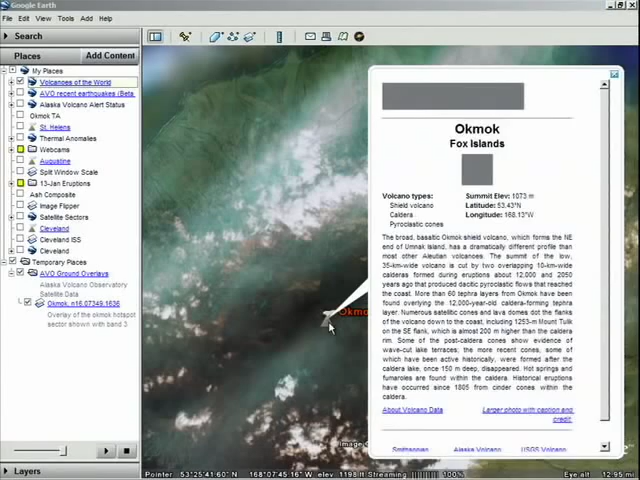 Google Earth
File Edit View Tools Add Help
Search
Places
Add Content
My Places
Volcanoes of the World
AVO recent earthquakes (Beta
Alaska Volcano Alert Status
Okmok TA
St. Helens
Thermal Anomalies
Webcams
Augustine
Split Window Scale
13-Jan Eruptions
Ash Composite
Image Flipper
Satellite Sectors
Cleveland
Cleveland ISS
Cleveland
Temporary Places
AVO Ground Overlays
Alaska Volcano Observatory
Satellite Data
Okmok, n16.07349.1636
Overlay of the okmok hotspot
sector shown with band 3
Layers
Okmo
Image
Pointer 53°25'41.60" N 168°07'45.16" W elev 1198 ft Streaming |||||||||| 100% Eye alt 12.95 mi
Okmok
Fox Islands
Volcano types:
Shield volcano
Caldera
Pyroclastic cones
Summit Elev: 1073 m
Latitude: 53.43°N
Longitude: 168.13°W
The broad, basaltic Okmok shield volcano, which forms the NE
end of Umnak Island, has a dramatically different profile than
most other Aleutian volcanoes. The summit of the low,
35-km-wide volcano is cut by two overlapping 10-km-wide
calderas formed during eruptions about 12,000 and 2050
years ago that produced dacitic pyroclastic flows that reached
the coast. More than 60 tephra layers from Okmok have been
found overlying the 12,000-year-old caldera-forming tephra
layer. Numerous satellitic cones and lava domes dot the flanks
of the volcano down to the coast, including 1253-m Mount Tulik
on the SE flank, which is almost 200 m higher than the caldera
rim. Some of the post-caldera cones show evidence of
wave-cut lake terraces; the more recent cones, some of
which have been active historically, were formed after the
caldera lake, once 150 m deep, disappeared. Hot springs and
fumaroles are found within the caldera. Historical eruptions
have occurred since 1805 from cinder cones within the
caldera.
About Volcano Data
Larger photo with caption and
credit.
Smithsonian Alaska Volcano USGS Volcano